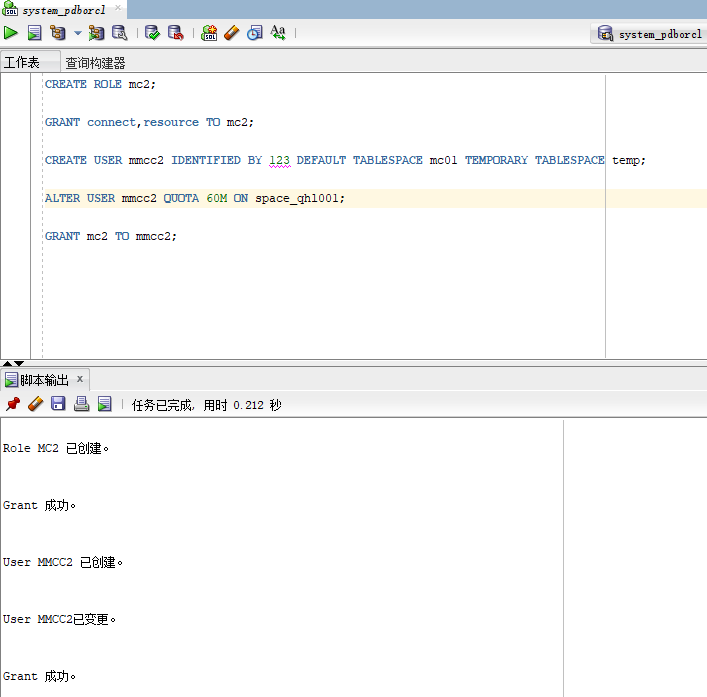 system_pdborcl
system_pdborcl
工作表 查询构建器
CREATE ROLE mc2;
GRANT connect,resource TO mc2;
CREATE USER mmcc2 IDENTIFIED BY 123 DEFAULT TABLESPACE mc01 TEMPORARY TABLESPACE temp;
ALTER USER mmcc2 QUOTA 60M ON space_qhl001;
GRANT mc2 TO mmcc2;
脚本输出 x
任务已完成, 用时 0.212 秒
Role MC2 已创建。
Grant 成功。
User MMCC2 已创建。
User MMCC2已变更。
Grant 成功。